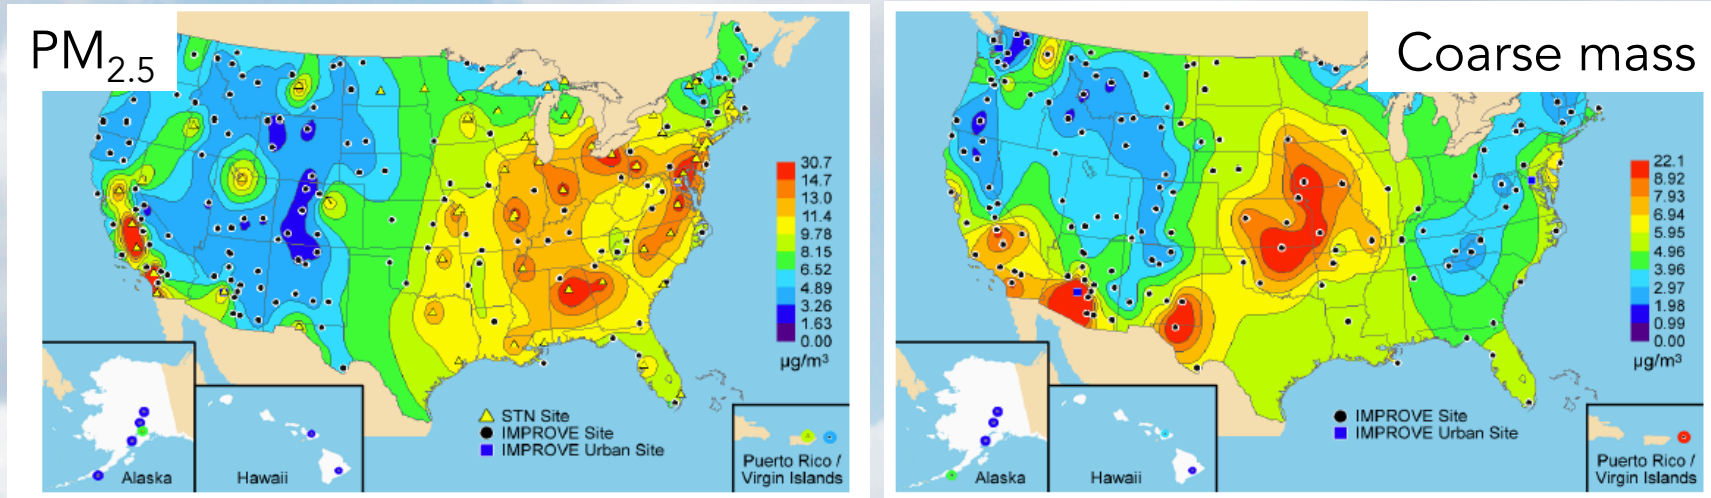 PM2.5
30.7
14.7
13.0
11.4
9.78
8.15
6.52
4.89
3.26
1.63
0.00
µg/m³
STN Site
IMPROVE Site
IMPROVE Urban Site
Alaska
Hawaii
Puerto Rico /
Virgin Islands
Coarse mass
22.1
8.92
7.93
6.94
5.95
4.96
3.96
2.97
1.98
0.99
0.00
µg/m³
IMPROVE Site
IMPROVE Urban Site
Alaska
Hawaii
Puerto Rico /
Virgin Islands